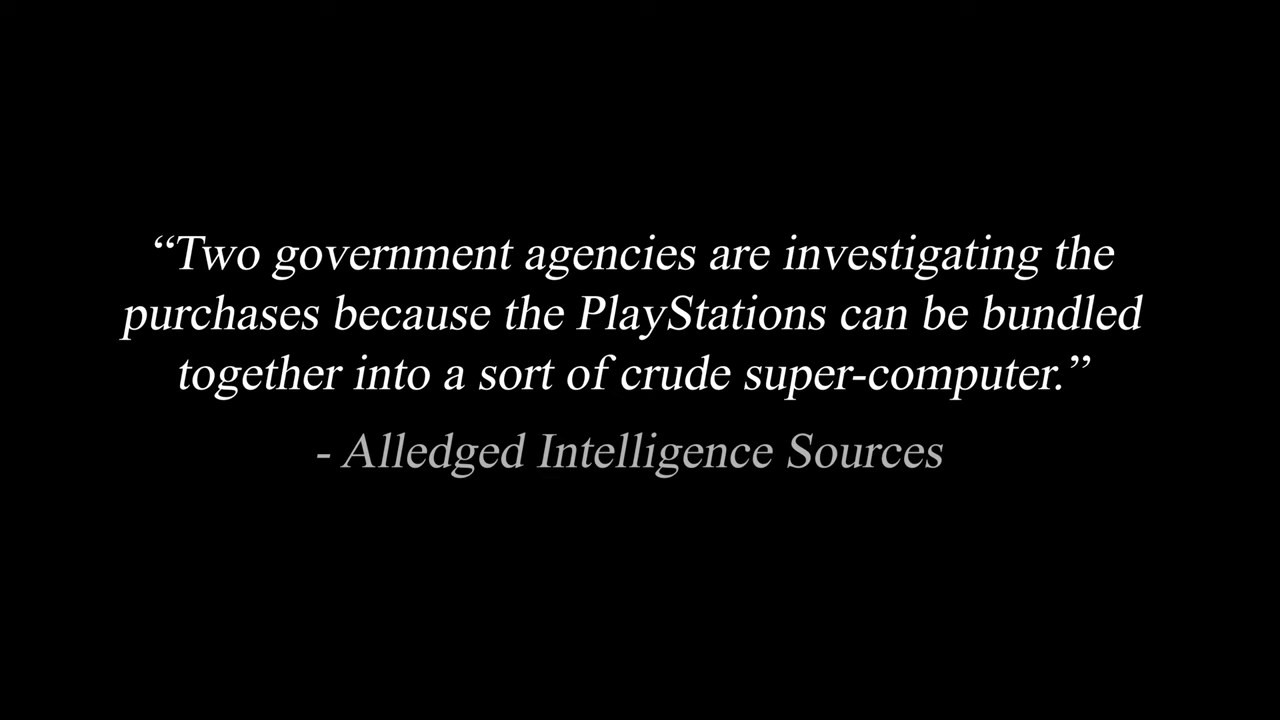 “Two government agencies are investigating the
purchases because the PlayStations can be bundled
together into a sort of crude super-computer.”
- Alledged Intelligence Sources